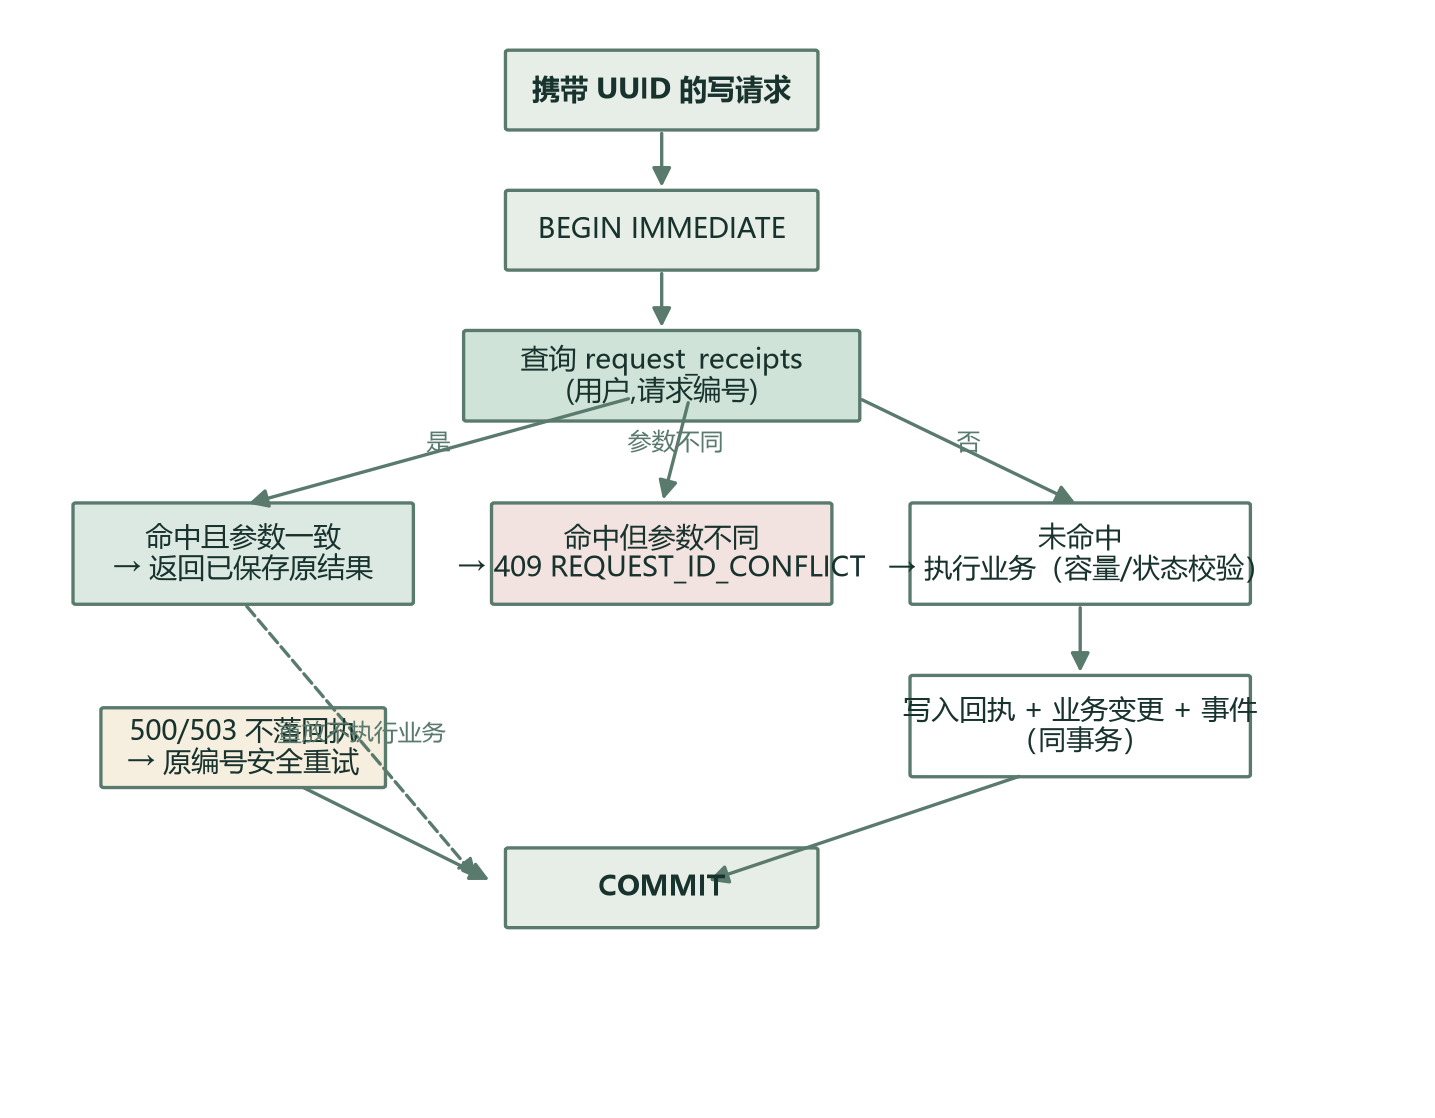 携带 UUID 的写请求
BEGIN IMMEDIATE
查询 request_receipts
(用户,请求编号)
是
参数不同
否
命中且参数一致
→ 返回已保存原结果
命中但参数不同
→ 409 REQUEST_ID_CONFLICT
未命中
→ 执行业务（容量/状态校验）
500/503 不落回执
→ 原编号安全重试
不执行业务
写入回执 + 业务变更 + 事件
（同事务）
COMMIT